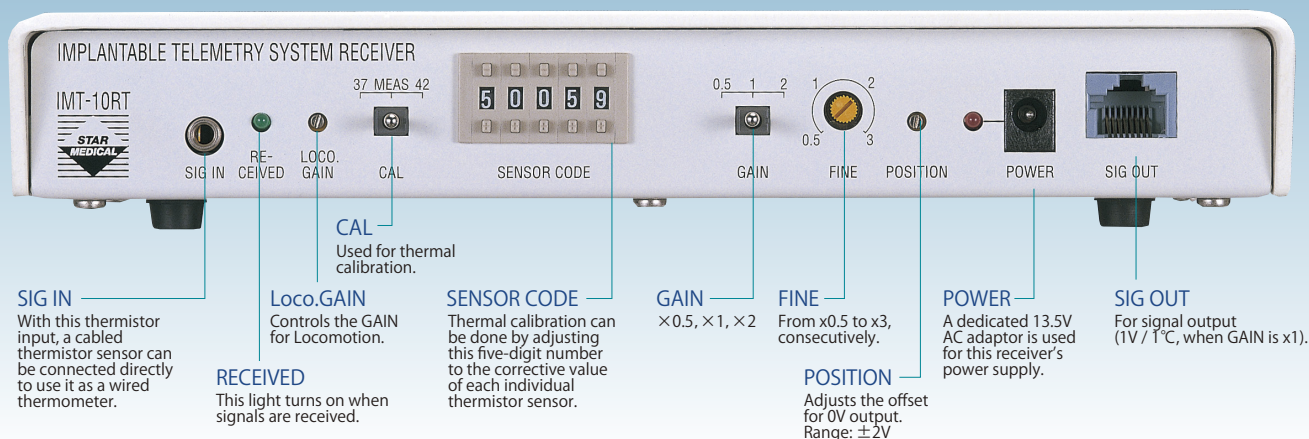 IMPLANTABLE TELEMETRY SYSTEM RECEIVER
IMT-10RT
STAR
MEDICAL
SIG IN
RE-
CEIVED
LOCO.
GAIN
37 MEAS 42
CAL
5 0 0 5 9
SENSOR CODE
0.5 1 2
GAIN
1 2
0.5 3
FINE
POSITION
POWER
SIG OUT
CAL
Used for thermal
calibration.
SIG IN
With this thermistor
input, a cabled
thermistor sensor can
be connected directly
to use it as a wired
thermometer.
RECEIVED
This light turns on when
signals are received.
Loco.GAIN
Controls the GAIN
for Locomotion.
SENSOR CODE
Thermal calibration can
be done by adjusting
this five-digit number
to the corrective value
of each individual
thermistor sensor.
GAIN
×0.5, ×1, ×2
FINE
From x0.5 to x3,
consecutively.
POSITION
Adjusts the offset
for 0V output.
Range: ±2V
POWER
A dedicated 13.5V
AC adaptor is used
for this receiver's
power supply.
SIG OUT
For signal output
(1V / 1℃, when GAIN is x1).